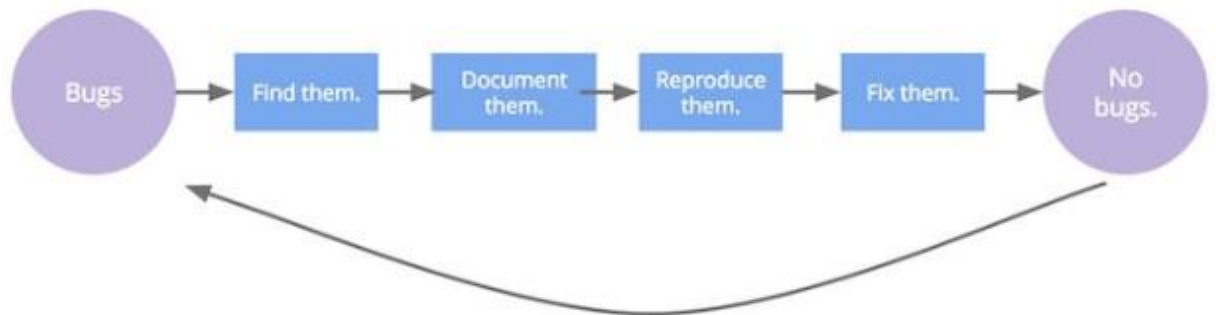 Bugs
Find them.
Document
them.
Reproduce
them.
Fix them.
No
bugs.